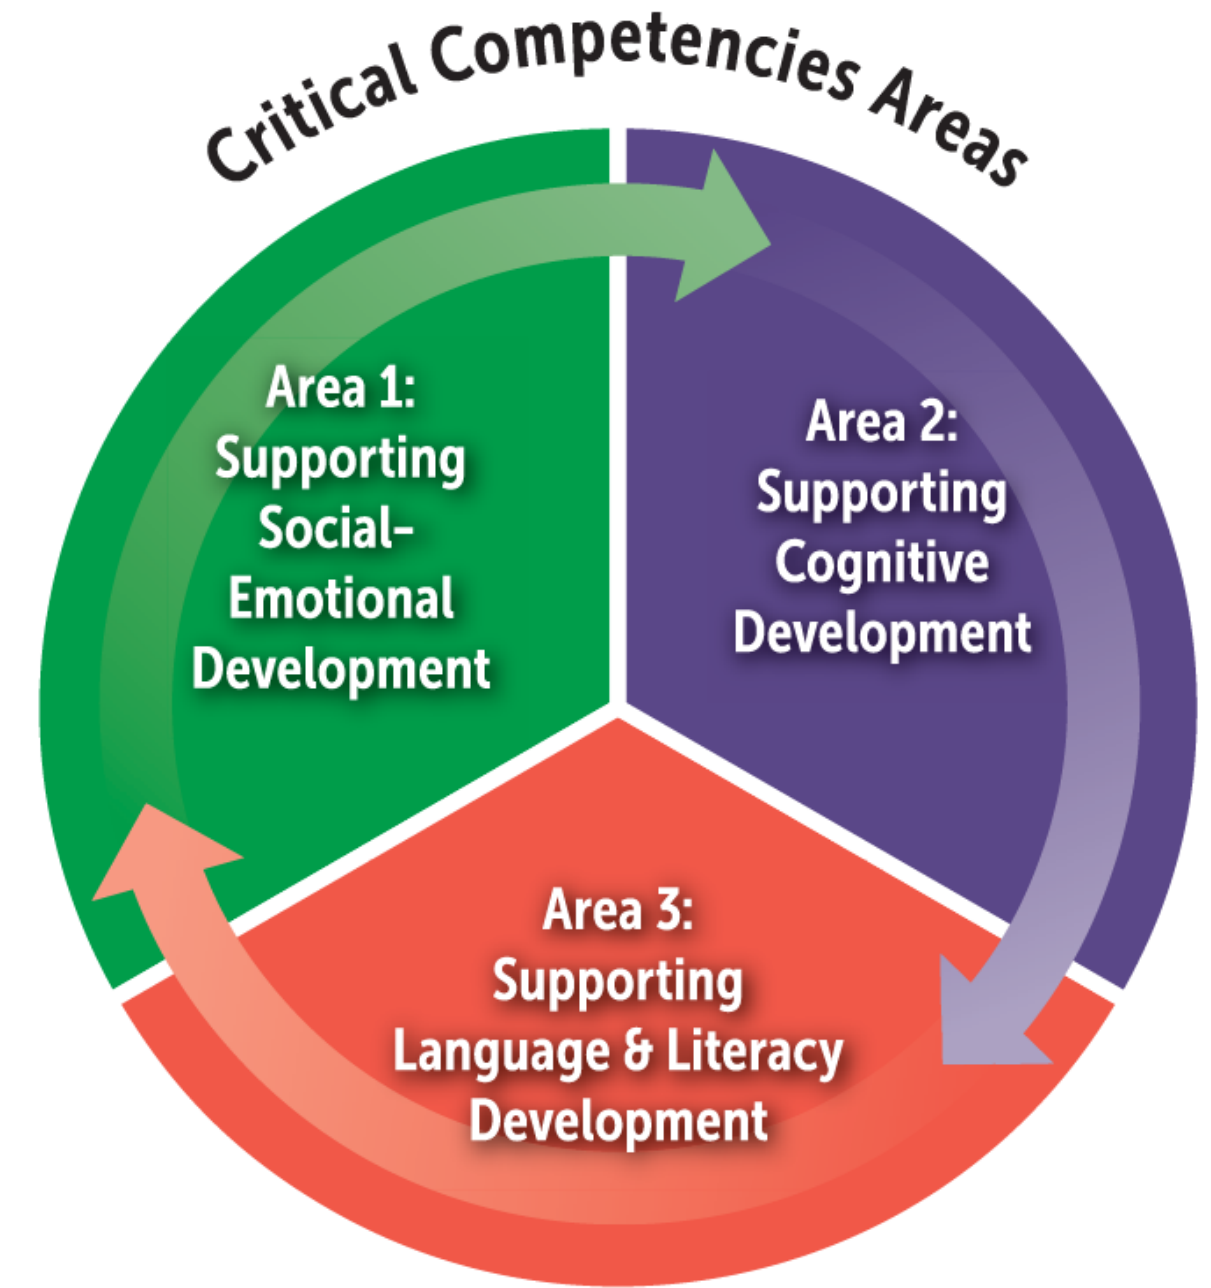 Critical Competencies Areas
Area 1:
Supporting
Social–
Emotional
Development
Area 2:
Supporting
Cognitive
Development
Area 3:
Supporting
Language & Literacy
Development